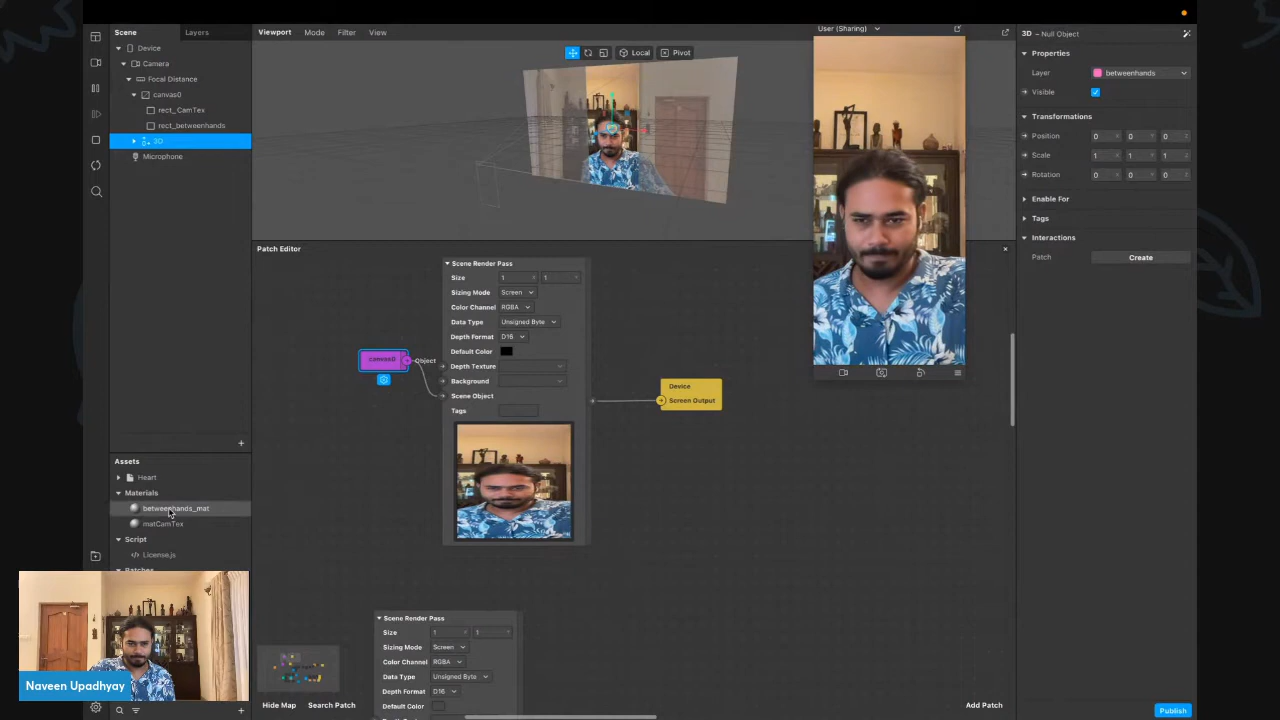 Scene
Layers
Device
Camera
Focal Distance
canvas0
rect_CamTex
rect_betweenhands
3D
Microphone
Assets
Heart
Materials
betweenhands_mat
matCamTex
Script
License.js
Patches
Naveen Upadhyay
Viewport
Mode
Filter
View
Local
Pivot
User (Sharing)
Patch Editor
canvas0
Object
Scene Render Pass
Size 1 1
Sizing Mode Screen
Color Channel RGBA
Data Type Unsigned Byte
Depth Format D16
Default Color
Depth Texture
Background
Scene Object
Tags
Device
Screen Output
Scene Render Pass
Size 1 1
Sizing Mode Screen
Color Channel RGBA
Data Type Unsigned Byte
Depth Format D16
Hide Map
Search Patch
Add Patch
3D - Null Object
Properties
Layer betweenhands
Visible
Transformations
Position 0 0 0
Scale 1 1 1
Rotation 0 0 0
Enable For
Tags
Interactions
Patch Create
Publish